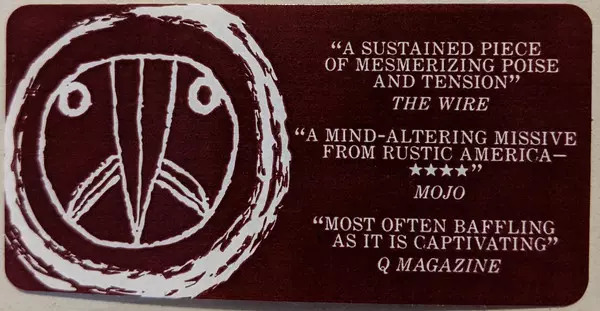 “A SUSTAINED PIECE
OF MESMERIZING POISE
AND TENSION”
THE WIRE
“A MIND-ALTERING MISSIVE
FROM RUSTIC AMERICA—
★★★★”
MOJO
“MOST OFTEN BAFFLING
AS IT IS CAPTIVATING”
Q MAGAZINE